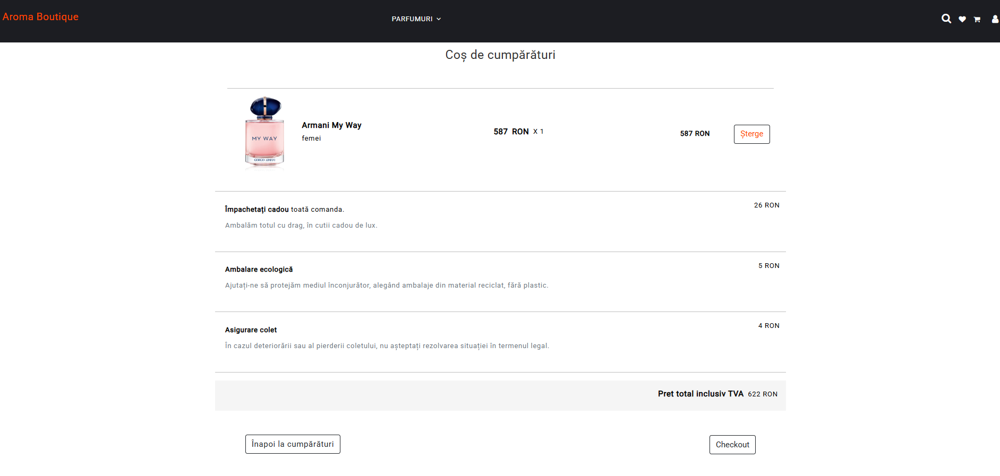 Aroma Boutique
PARFUMURI
Coș de cumpărături
MY WAY
GIORGIO ARMANI
Armani My Way
femei
587 RON X 1
587 RON
Șterge
Împachetați cadou toată comanda.
26 RON
Ambalăm totul cu drag, în cutii cadou de lux.
Ambalare ecologică
5 RON
Ajutați-ne să protejăm mediul înconjurător, alegând ambalaje din material reciclat, fără plastic.
Asigurare colet
4 RON
În cazul deteriorării sau al pierderii coletului, nu așteptați rezolvarea situației în termenul legal.
Pret total inclusiv TVA 622 RON
Înapoi la cumpărături
Checkout